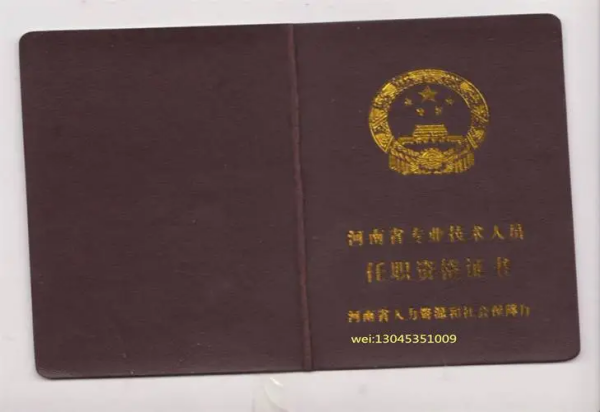 河南省专业技术人员
任职资格证书
河南省人力资源和社会保障厅
wei:13045351009